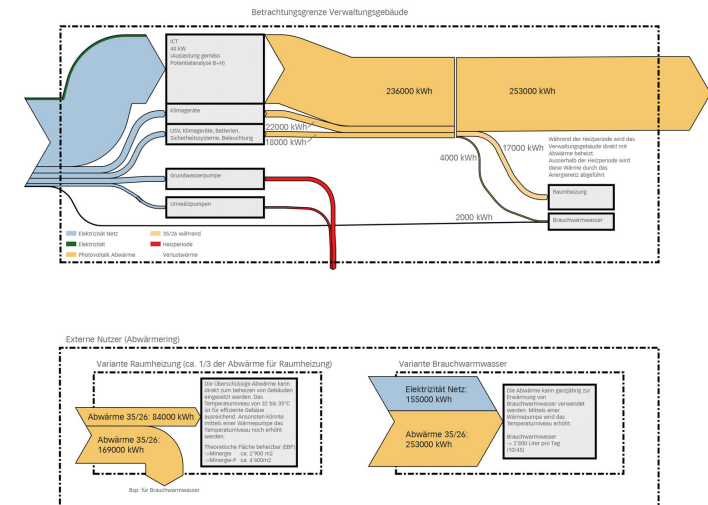 Betrachtungsgrenze Verwaltungsgebäude
ICT
40 kW
(Auslastung gemäss
Potentialanalyse B+H)
Klimageräte
USV, Klimageräte, Batterien,
Sicherheitssysteme, Beleuchtung
Grundwasserpumpe
Umwälzpumpen
22000 kWh
18000 kWh
236000 kWh
253000 kWh
4000 kWh
17000 kWh
Während der Heizperiode wird das
Verwaltungsgebäude direkt mit
Abwärme beheizt.
Ausserhalb der Heizperiode wird
diese Wärme durch das
Anergienetz abgeführt
Raumheizung
Brauchwarmwasser
2000 kWh
Elektrizität Netz
Elektrizität
Photovoltaik Abwärme
35/26 während
Heizperiode
Verlustwärme
Externe Nutzer (Abwärmering)
Variante Raumheizung (ca. 1/3 der Abwärme für Raumheizung)
Abwärme 35/26: 84000 kWh
Abwärme 35/26:
169000 kWh
Bsp. für Brauchwarmwasser
Die Überschüssige Abwärme kann
direkt zum beheizen von Gebäuden
eingesetzt werden. Das
Temperaturniveau von 32 bis 35°C
ist für effiziente Gebäue
ausreichend. Ansonsten könnte
mittels einer Wärmepumpe das
Temperaturniveau noch erhöht
werden.
Theoretische Fläche beheizbar (EBF)
->Minergie ca. 2'900 m2
->Minergie-P ca. 4'400m2
Variante Brauchwarmwasser
Elektrizität Netz:
155000 kWh
Abwärme 35/26:
253000 kWh
Die Abwärme kann ganzjährig zur
Erwärmung von
Brauchwarmwasser verwendet
werden. Mittels einer
Wärmepumpe wird das
Temperaturniveau erhöht.
Brauchwarmwasser
-> 2'800 Liter pro Tag
(10/45)